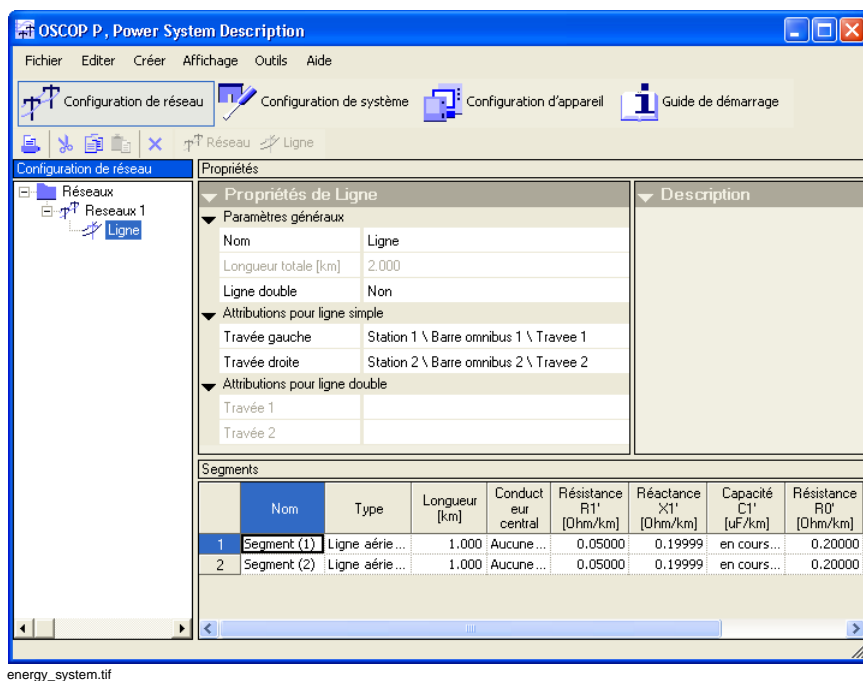 OSCOP P, Power System Description
Fichier Editer Créer Affichage Outils Aide
Configuration de réseau Configuration de système Configuration d'appareil Guide de démarrage
Réseau Ligne
Configuration de réseau Propriétés
Réseaux
Reseaux 1
Ligne
Propriétés de Ligne
Paramètres généraux
Nom Ligne
Longueur totale [km] 2.000
Ligne double Non
Attributions pour ligne simple
Travée gauche Station 1 \ Barre omnibus 1 \ Travee 1
Travée droite Station 2 \ Barre omnibus 2 \ Travee 2
Attributions pour ligne double
Travée 1
Travée 2
Description
Segments
Nom Type Longueur [km] Conduct eur central Résistance R1' [Ohm/km] Réactance X1' [Ohm/km] Capacité C1' [uF/km] Résistance R0' [Ohm/km]
1 Segment (1) Ligne aérie... 1.000 Aucune... 0.05000 0.19999 en cours... 0.20000
2 Segment (2) Ligne aérie... 1.000 Aucune... 0.05000 0.19999 en cours... 0.20000
energy_system.tif